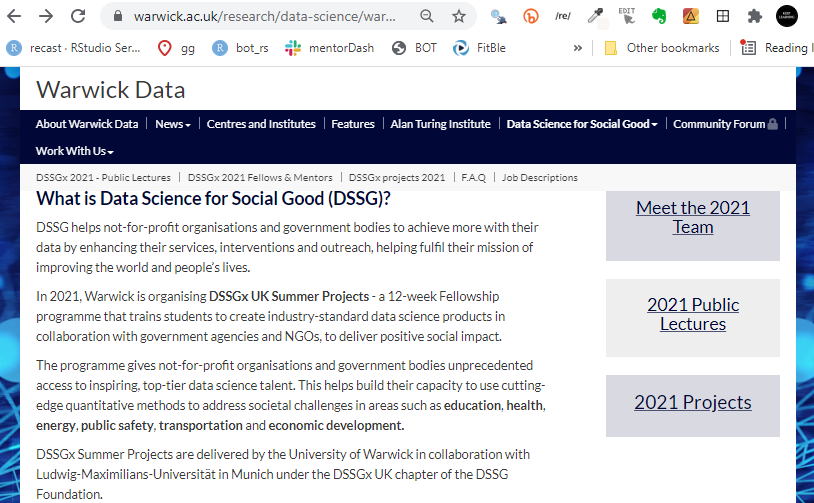 warwick.ac.uk/research/data-science/war...
/re/
EDIT
recast - RStudio Ser...
gg
bot_rs
mentorDash
BOT
FitBle
»
Other bookmarks
Reading l
Warwick Data
About Warwick Data | News | Centres and Institutes | Features | Alan Turing Institute | Data Science for Social Good | Community Forum |
Work With Us
DSSGx 2021 - Public Lectures | DSSGx 2021 Fellows & Mentors | DSSGx projects 2021 | F.A.Q | Job Descriptions
What is Data Science for Social Good (DSSG)?
DSSG helps not-for-profit organisations and government bodies to achieve more with their
data by enhancing their services, interventions and outreach, helping fulfil their mission of
improving the world and people's lives.
In 2021, Warwick is organising DSSGx UK Summer Projects - a 12-week Fellowship
programme that trains students to create industry-standard data science products in
collaboration with government agencies and NGOs, to deliver positive social impact.
The programme gives not-for-profit organisations and government bodies unprecedented
access to inspiring, top-tier data science talent. This helps build their capacity to use cutting-
edge quantitative methods to address societal challenges in areas such as education, health,
energy, public safety, transportation and economic development.
DSSGx Summer Projects are delivered by the University of Warwick in collaboration with
Ludwig-Maximilians-Universität in Munich under the DSSGx UK chapter of the DSSG
Foundation.
Meet the 2021
Team
2021 Public
Lectures
2021 Projects